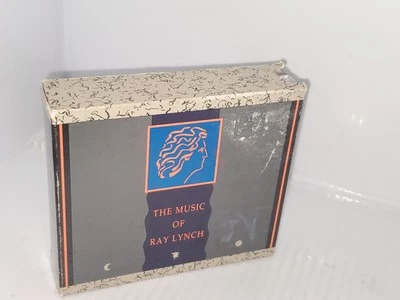 THE MUSIC
OF
RAY LYNCH